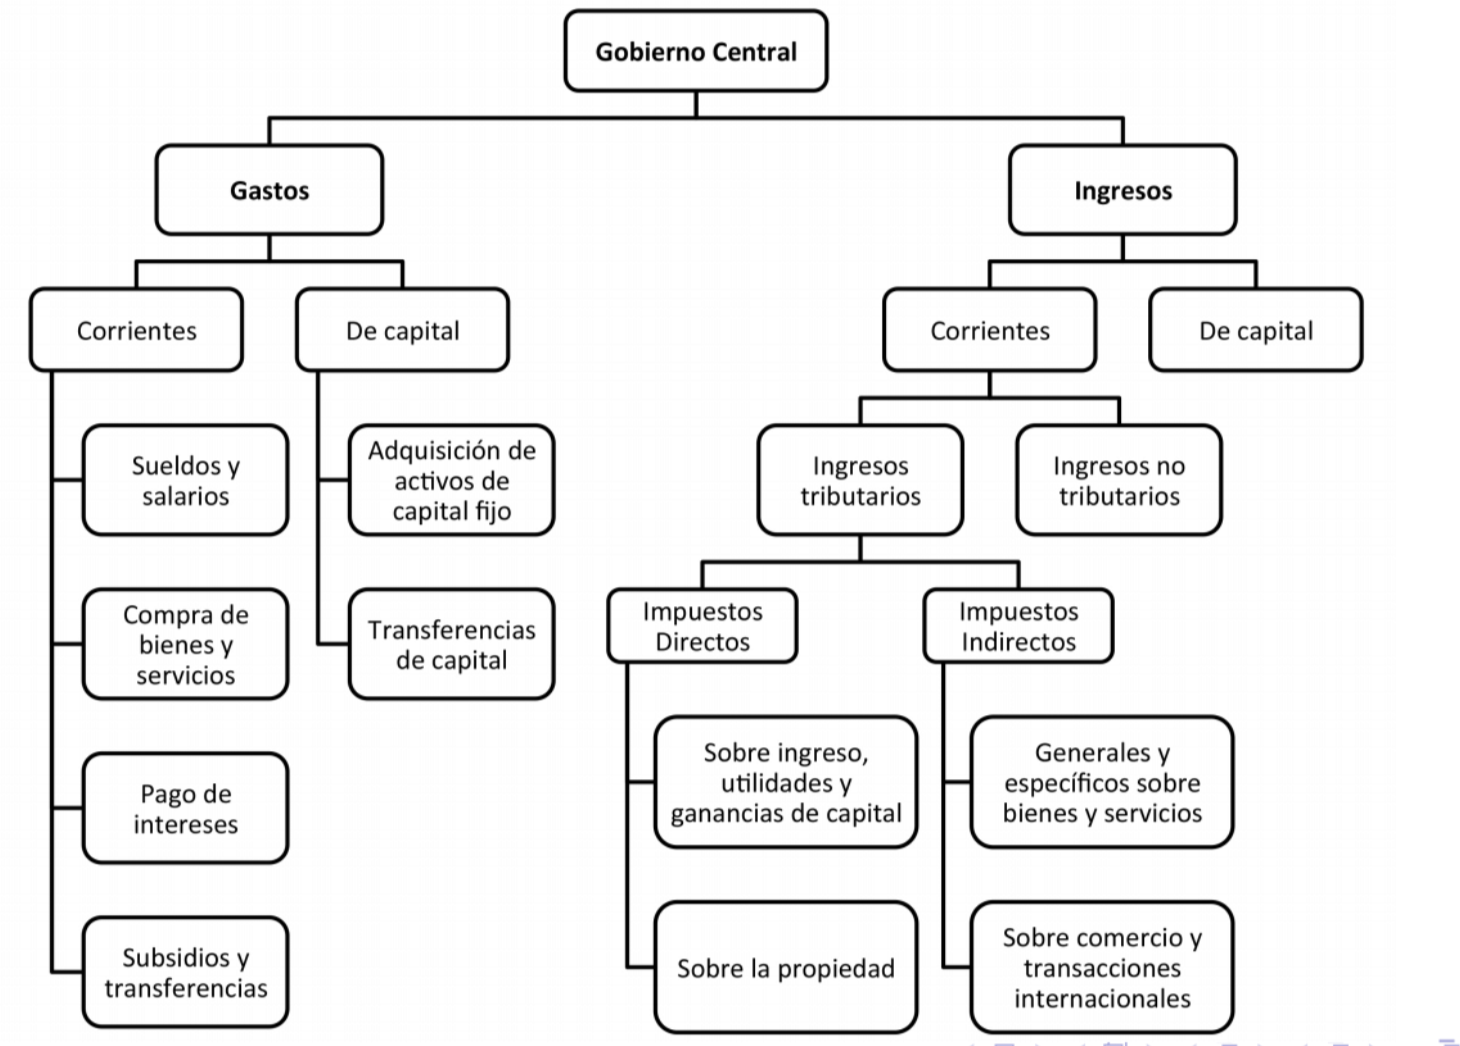 Gobierno Central
Gastos
Ingresos
Corrientes
De capital
Corrientes
De capital
Sueldos y
salarios
Adquisición de
activos de
capital fijo
Ingresos
tributarios
Ingresos no
tributarios
Compra de
bienes y
servicios
Transferencias
de capital
Impuestos
Directos
Impuestos
Indirectos
Pago de
intereses
Sobre ingreso,
utilidades y
ganancias de capital
Generales y
específicos sobre
bienes y servicios
Subsidios y
transferencias
Sobre la propiedad
Sobre comercio y
transacciones
internacionales